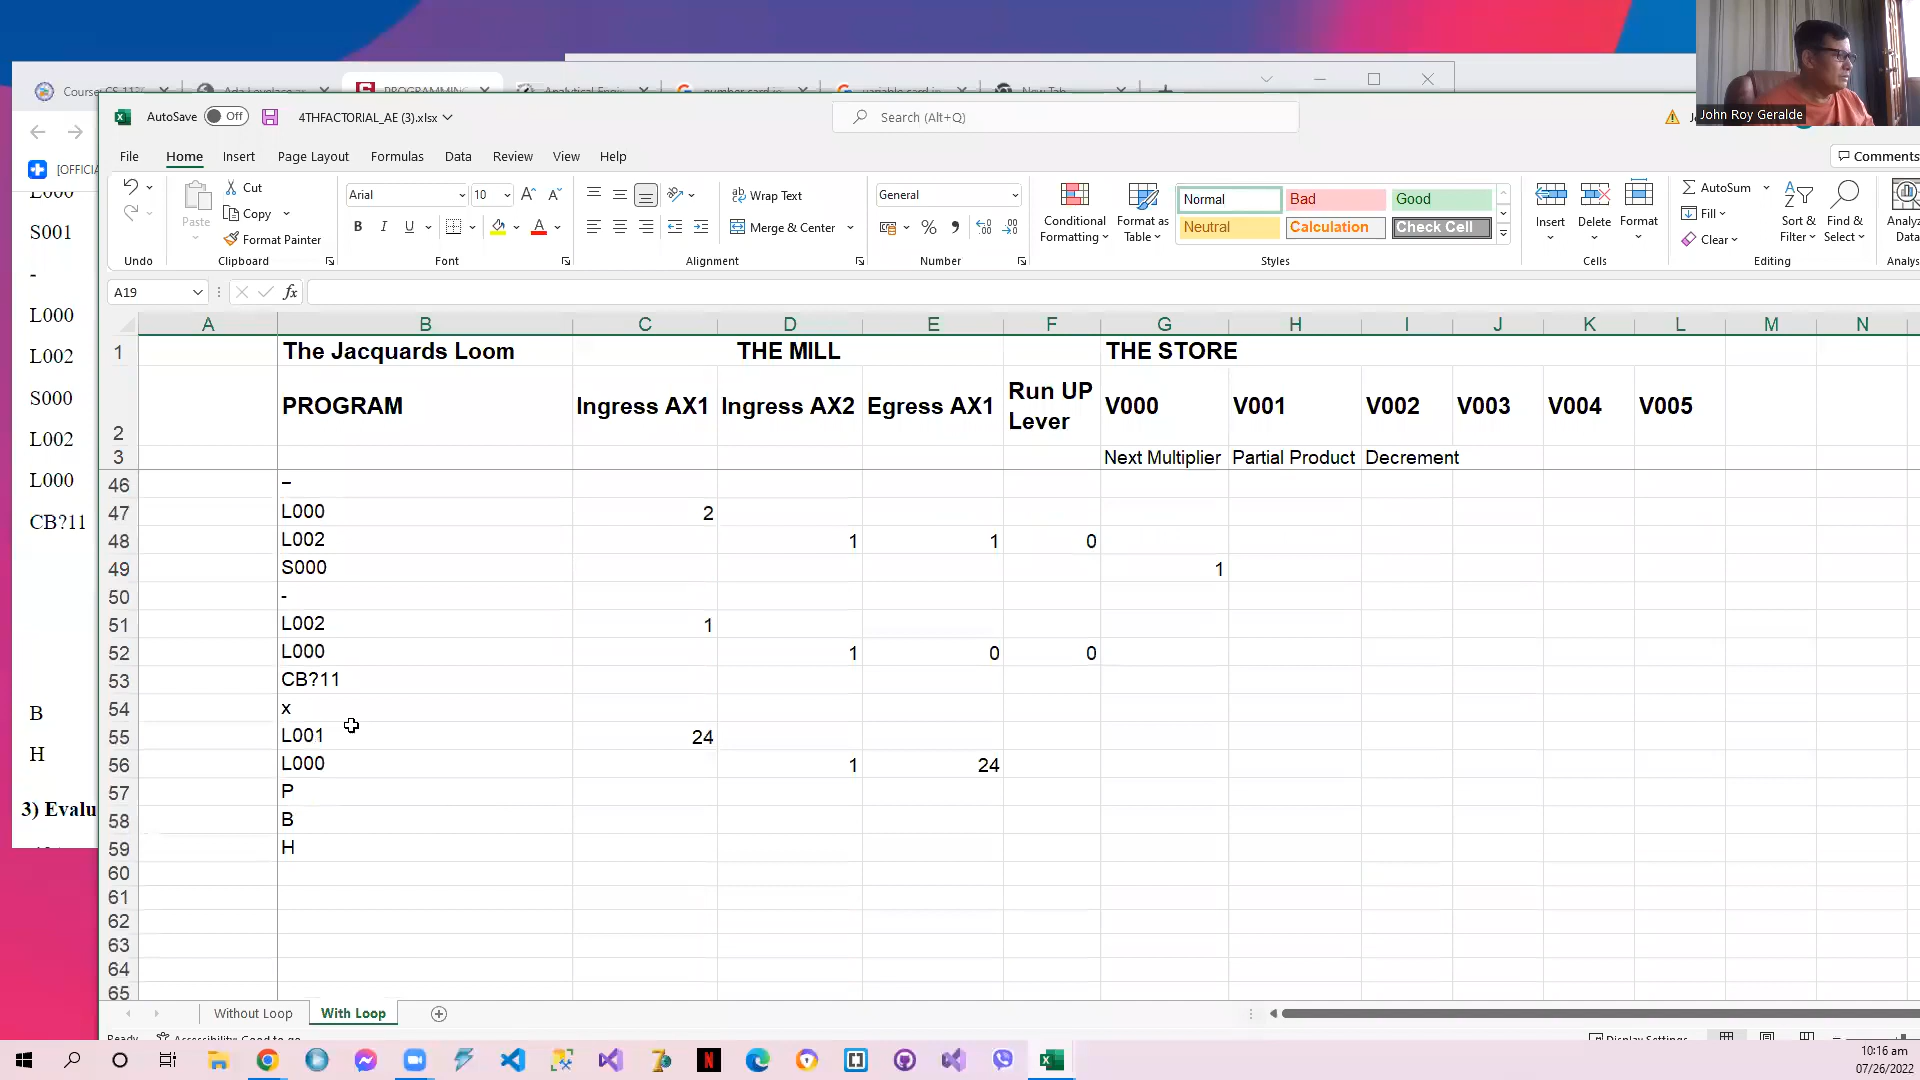 John Roy Geralde
AutoSave Off 4THFACTORIAL_AE (3).xlsx Search (Alt+Q)
File Home Insert Page Layout Formulas Data Review View Help Comments
[OFFICIA
Undo
Paste Cut Copy Format Painter
Clipboard
Arial 10
B I U
Font
Wrap Text
Merge & Center
Alignment
General
Number
Conditional Formatting
Format as Table
Normal Bad Good
Neutral Calculation Check Cell
Styles
Insert Delete Format
Cells
AutoSum
Fill
Clear
Sort & Filter
Find & Select
Editing
Analyz
Data
Analys
A19 fx
L000
S001
-
L000
L002
S000
L002
L000
CB?11
B
H
3) Evalu
A B C D E F G H I J K L M N
1 The Jacquards Loom THE MILL THE STORE
2 PROGRAM Ingress AX1 Ingress AX2 Egress AX1 Run UP Lever V000 V001 V002 V003 V004 V005
3 Next Multiplier Partial Product Decrement
46 –
47 L000 2
48 L002 1 1 0
49 S000 1
50 -
51 L002 1
52 L000 1 0 0
53 CB?11
54 x
55 L001 24
56 L000 1 24
57 P
58 B
59 H
60
61
62
63
64
65
Without Loop With Loop
10:16 am
07/26/2022